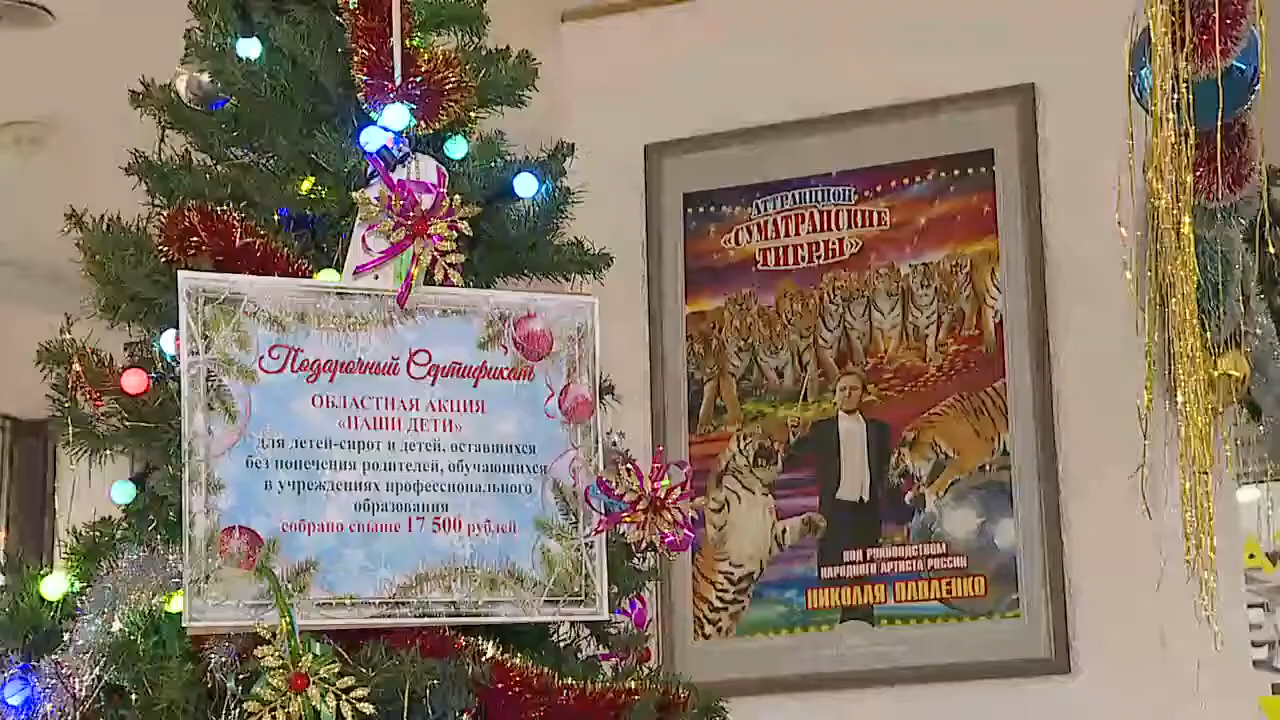 Подарочный Сертификат
ОБЛАСТНАЯ АКЦИЯ
«НАШИ ДЕТИ»
для детей-сирот и детей, оставшихся
без попечения родителей, обучающихся
в учреждениях профессионального
образования
собрано свыше 17 500 рублей
АТТРАКЦИОН
«СУМАТРАНСКИЕ
ТИГРЫ»
ПОД РУКОВОДСТВОМ
НАРОДНОГО АРТИСТА РОССИИ
НИКОЛАЯ ПАВЛЕНКО